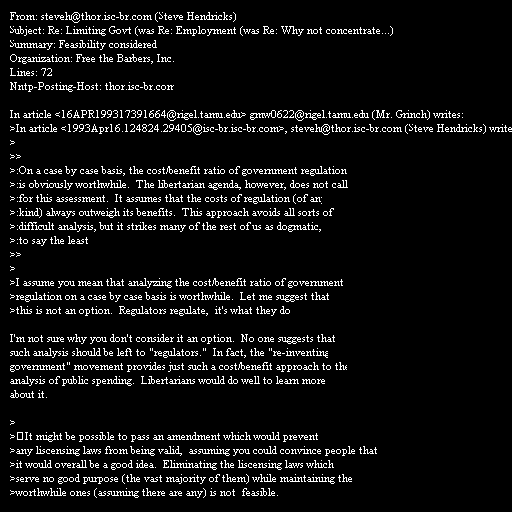 From: steveh@thor.isc-br.com (Steve Hendricks)
Subject: Re: Limiting Govt (was Re: Employment (was Re: Why not concentrate...)
Summary: Feasibility considered
Organization: Free the Barbers, Inc.
Lines: 72
Nntp-Posting-Host: thor.isc-br.com

In article <16APR199317391664@rigel.tamu.edu> gmw0622@rigel.tamu.edu (Mr. Grinch) writes:
>In article <1993Apr16.124824.29405@isc-br.isc-br.com>, steveh@thor.isc-br.com (Steve Hendricks) write
>
>>
>:On a case by case basis, the cost/benefit ratio of government regulation
>:is obviously worthwhile.  The libertarian agenda, however, does not call
>:for this assessment.  It assumes that the costs of regulation (of any
>:kind) always outweigh its benefits.  This approach avoids all sorts of
>:difficult analysis, but it strikes many of the rest of us as dogmatic,
>:to say the least
>>
>
>I assume you mean that analyzing the cost/benefit ratio of government
>regulation on a case by case basis is worthwhile.  Let me suggest that
>this is not an option.  Regulators regulate,  it's what they do

I'm not sure why you don't consider it an option.  No one suggests that
such analysis should be left to "regulators."  In fact, the "re-inventing
government" movement provides just such a cost/benefit approach to the
analysis of public spending.  Libertarians would do well to learn more
about it.

>
>It might be possible to pass an amendment which would prevent
>any liscensing laws from being valid,  assuming you could convince people that
>it would overall be a good idea.  Eliminating the liscensing laws which
>serve no good purpose (the vast majority of them) while maintaining the
>worthwhile ones (assuming there are any) is not  feasible.